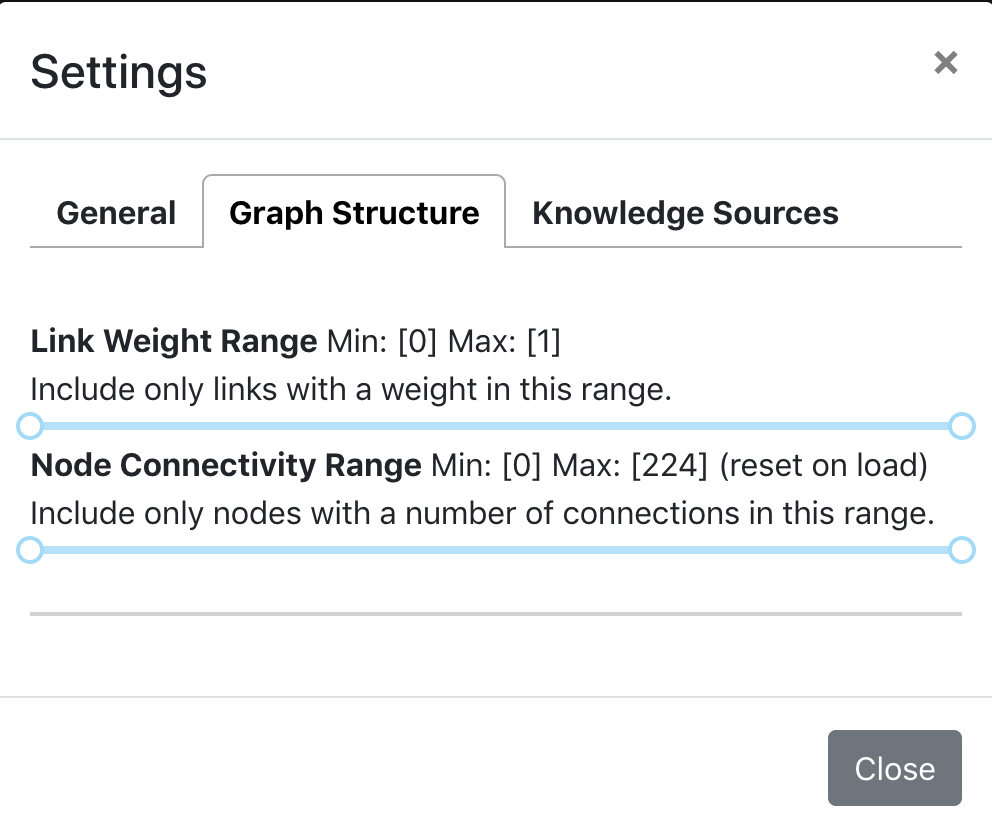 Settings ×
General Graph Structure Knowledge Sources
Link Weight Range Min: [0] Max: [1]
Include only links with a weight in this range.
Node Connectivity Range Min: [0] Max: [224] (reset on load)
Include only nodes with a number of connections in this range.
Close